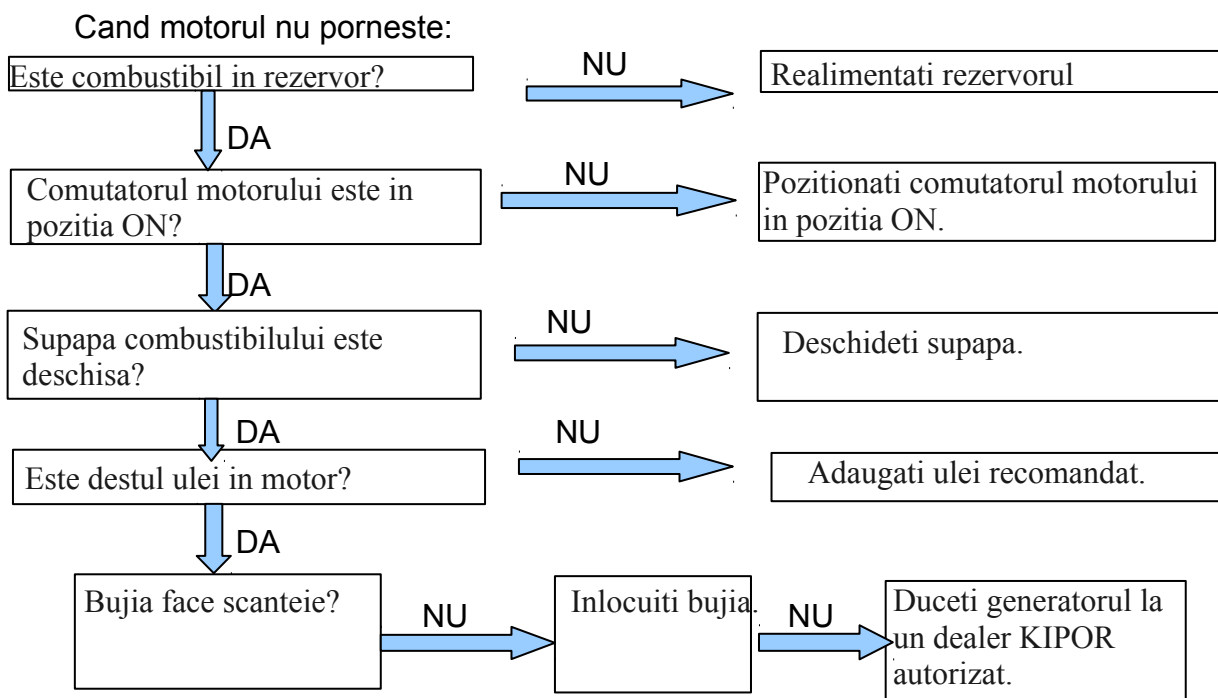 Cand motorul nu porneste:
Este combustibil in rezervor?
NU
Realimentati rezervorul
DA
Comutatorul motorului este in
pozitia ON?
NU
Pozitionati comutatorul motorului
in pozitia ON.
DA
Supapa combustibilului este
deschisa?
NU
Deschideti supapa.
DA
Este destul ulei in motor?
NU
Adaugati ulei recomandat.
DA
Bujia face scanteie?
NU
Inlocuiti bujia.
NU
Duceti generatorul la
un dealer KIPOR
autorizat.